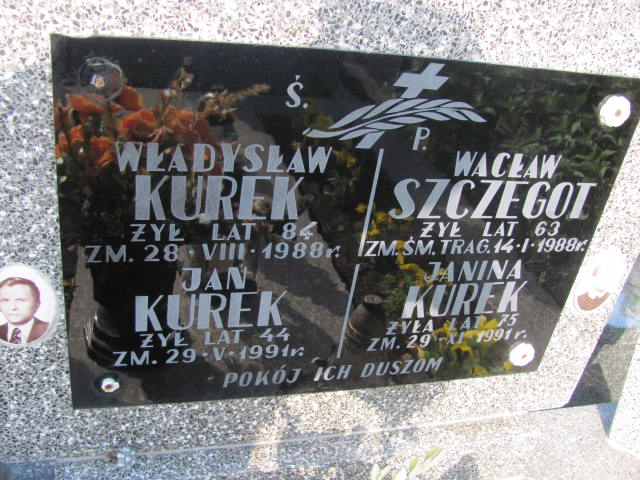 Ś. P.
WŁADYSŁAW
KUREK
ŻYŁ LAT 84
ZM. 28·VIII·1988r.
WACŁAW
SZCZEGOT
ŻYŁ LAT 63
ZM. ŚM. TRAG. 14·I·1988r.
JAN
KUREK
ŻYŁ LAT 44
ZM. 29·V·1991r.
JANINA
KUREK
ŻYŁA LAT 75
ZM. 29·XI·1991r.
POKÓJ ICH DUSZOM